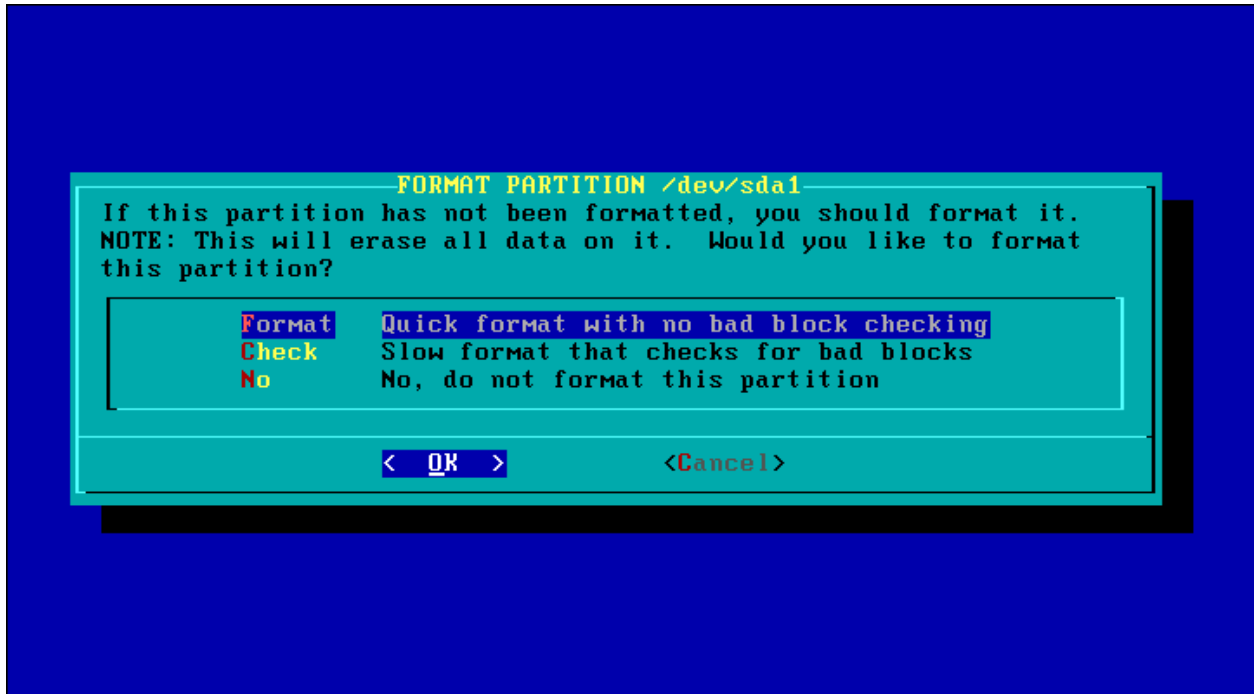 FORMAT PARTITION /dev/sda1
If this partition has not been formatted, you should format it.
NOTE: This will erase all data on it.  Would you like to format
this partition?
Format   Quick format with no bad block checking
Check    Slow format that checks for bad blocks
No       No, do not format this partition
<  OK  >          <Cancel>